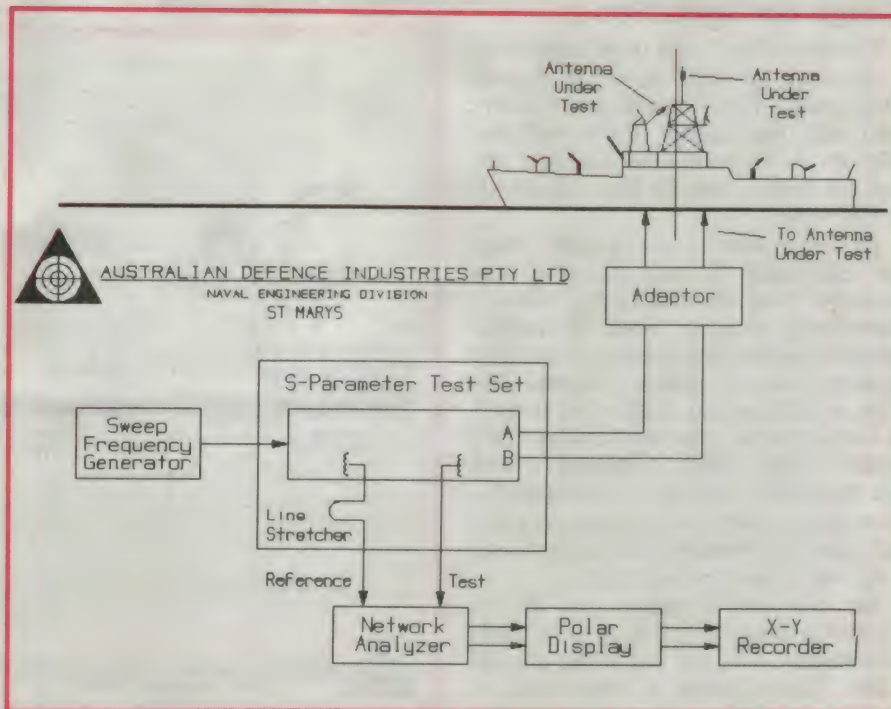 Antenna
Under
Test
Antenna
Under
Test
To Antenna
Under Test
AUSTRALIAN DEFENCE INDUSTRIES PTY LTD
NAVAL ENGINEERING DIVISION
ST MARYS
Adaptor
S-Parameter Test Set
Sweep
Frequency
Generator
A
B
Line
Stretcher
Reference
Test
Network
Analyzer
Polar
Display
X-Y
Recorder